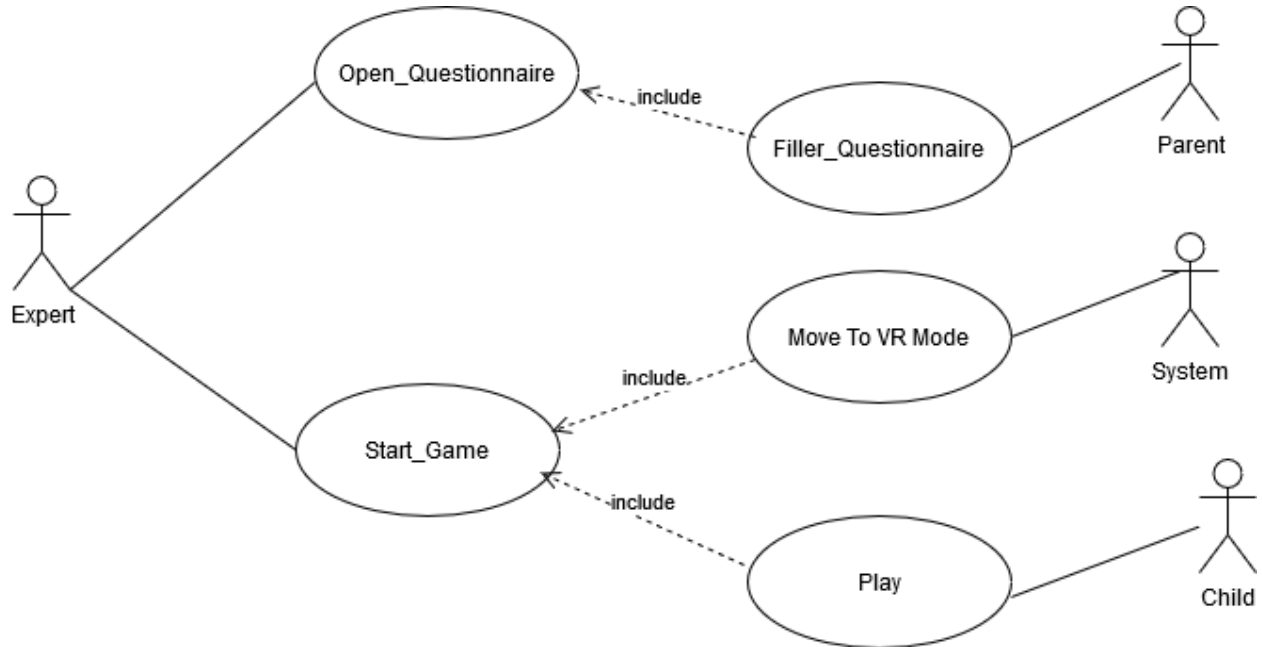 Open_Questionnaire
include
Filler_Questionnaire
Parent
Expert
Move To VR Mode
System
include
Start_Game
include
Play
Child